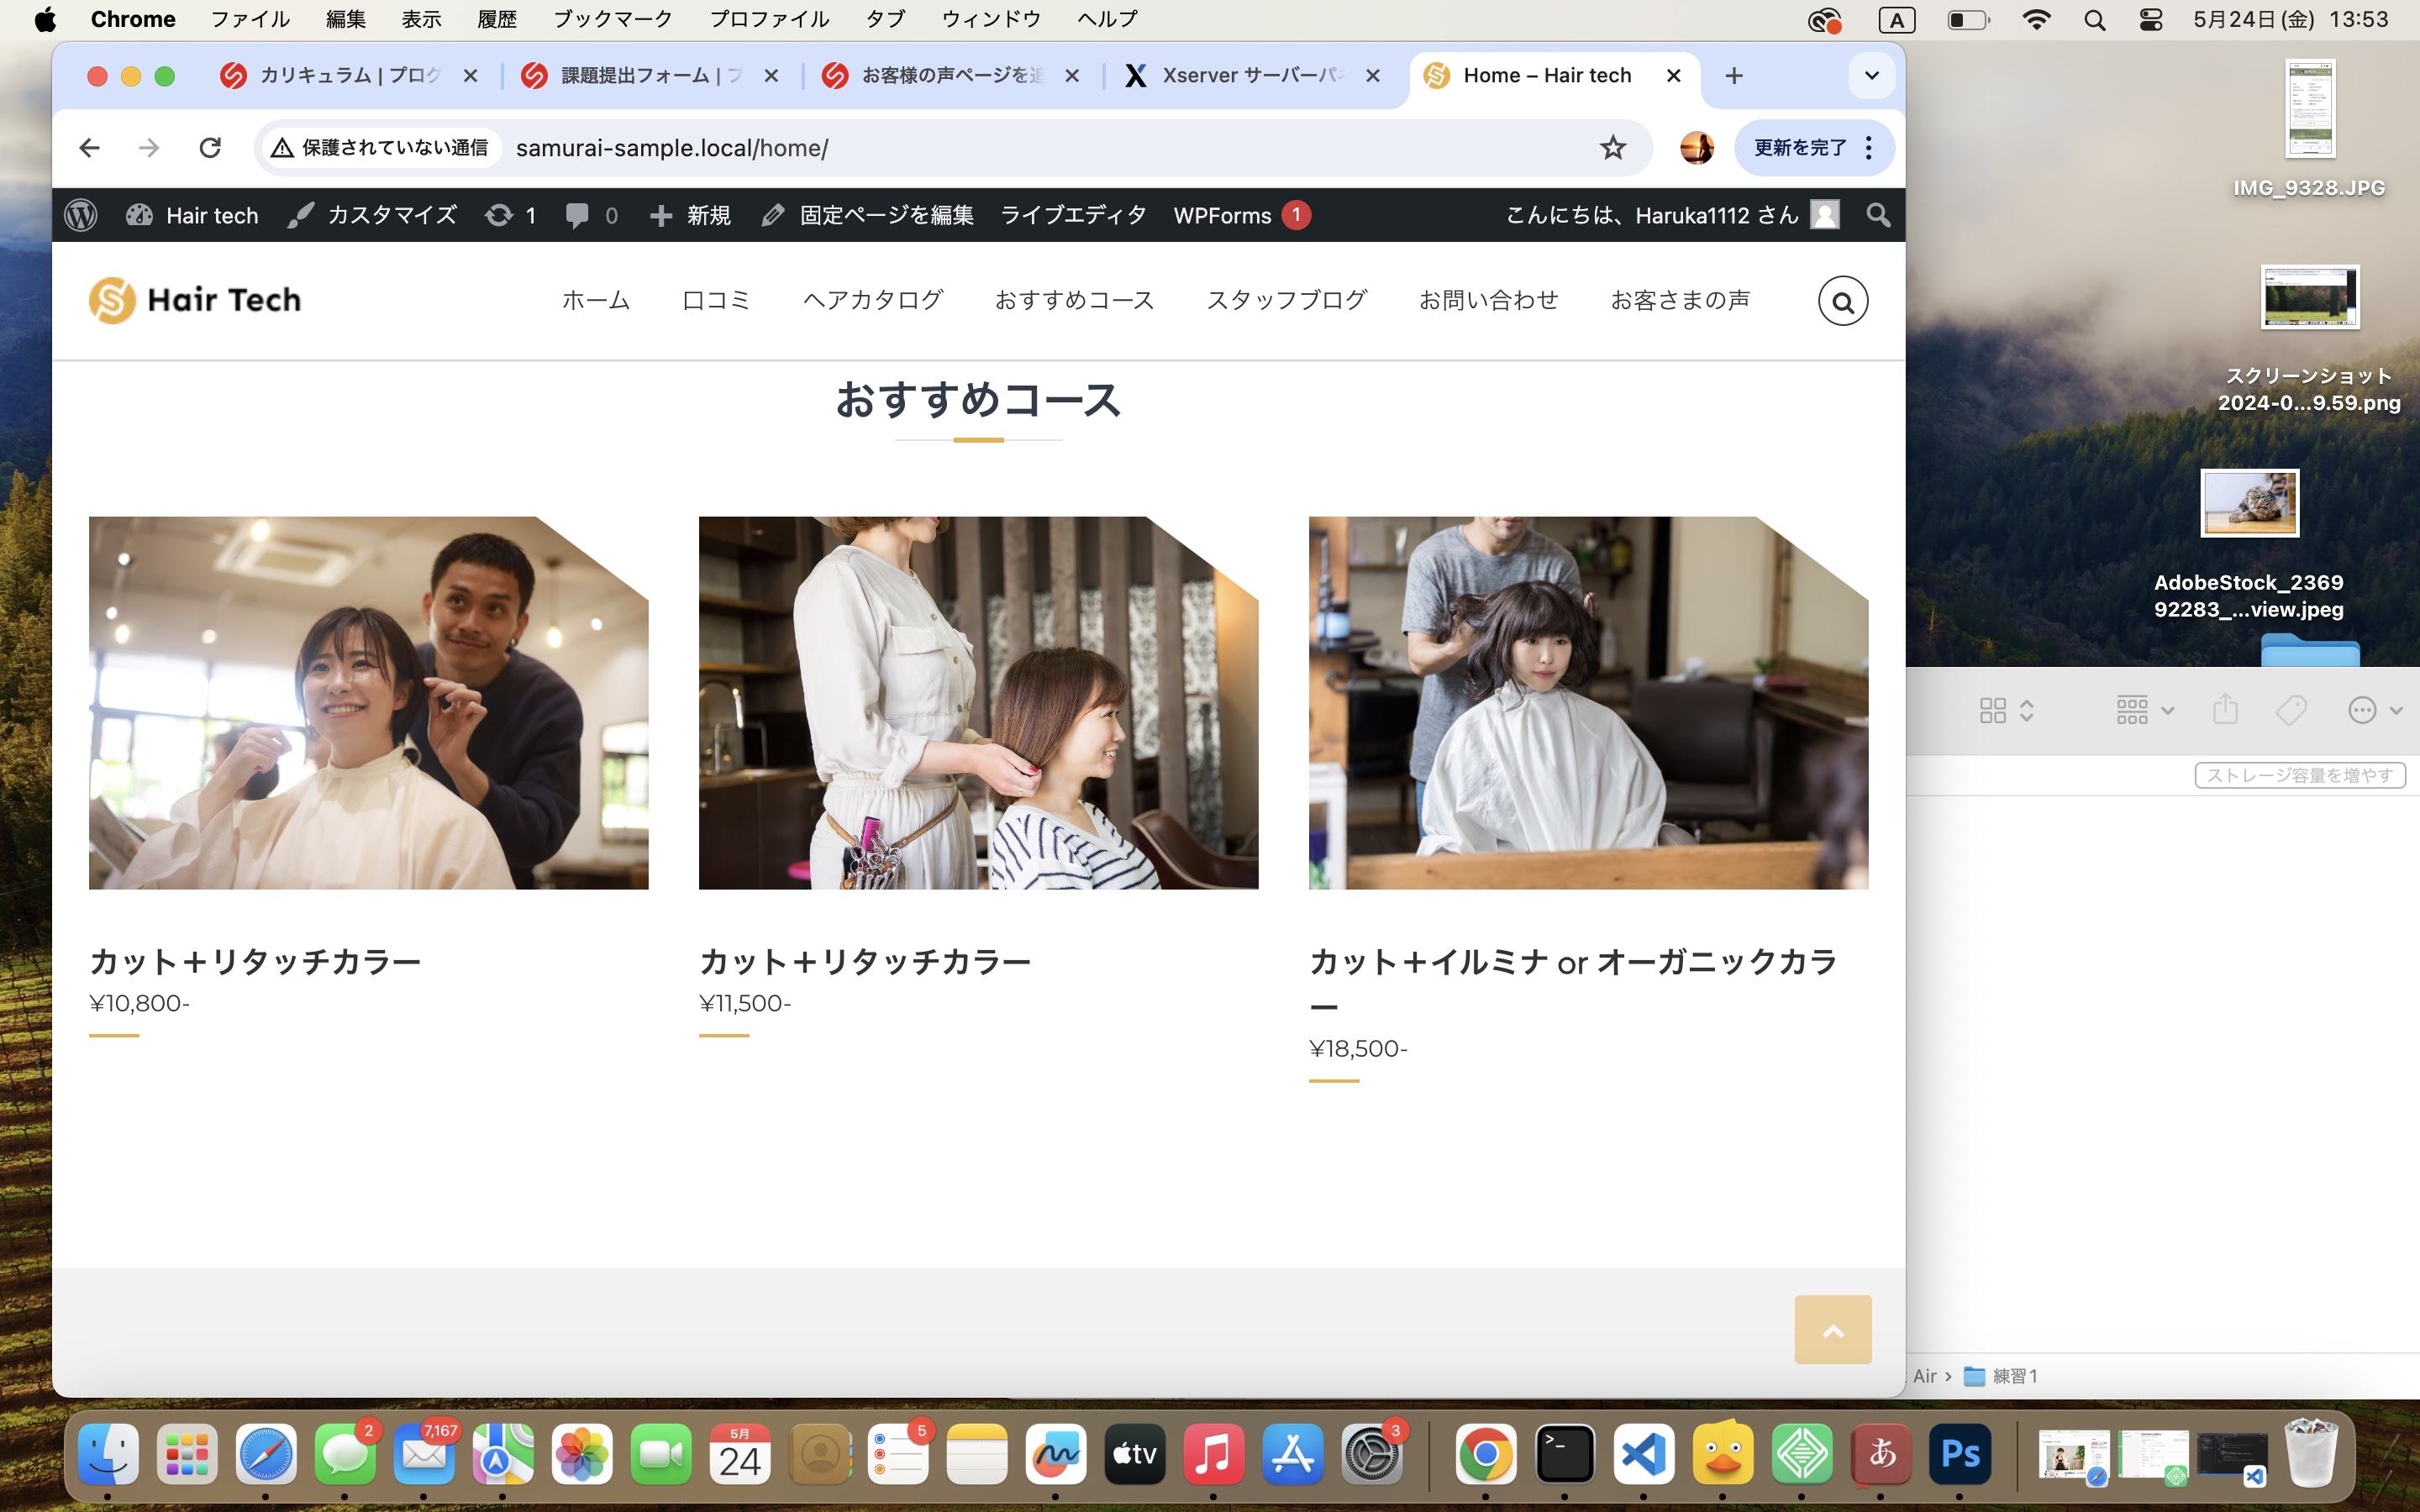 Chrome ファイル 編集 表示 履歴 ブックマーク プロファイル タブ ウィンドウ ヘルプ A 5月24日(金) 13:53
カリキュラム | プログ 課題提出フォーム | お客様の声ページを Xserver サーバーパ Home – Hair tech
保護されていない通信 samurai-sample.local/home/ 更新を完了
Hair tech カスタマイズ 1 0 新規 固定ページを編集 ライブエディタ WPForms 1 こんにちは、Haruka1112 さん
Hair Tech ホーム 口コミ ヘアカタログ おすすめコース スタッフブログ お問い合わせ お客さまの声
おすすめコース
カット＋リタッチカラー
¥10,800-
カット＋リタッチカラー
¥11,500-
カット＋イルミナ or オーガニックカラ
ー
¥18,500-
IMG_9328.JPG
スクリーンショット
2024-0...9.59.png
AdobeStock_2369
92283_...view.jpeg
ストレージ容量を増やす
Air › 練習1
2 7,167 5月 24 5 tv 3 >_ あ Ps